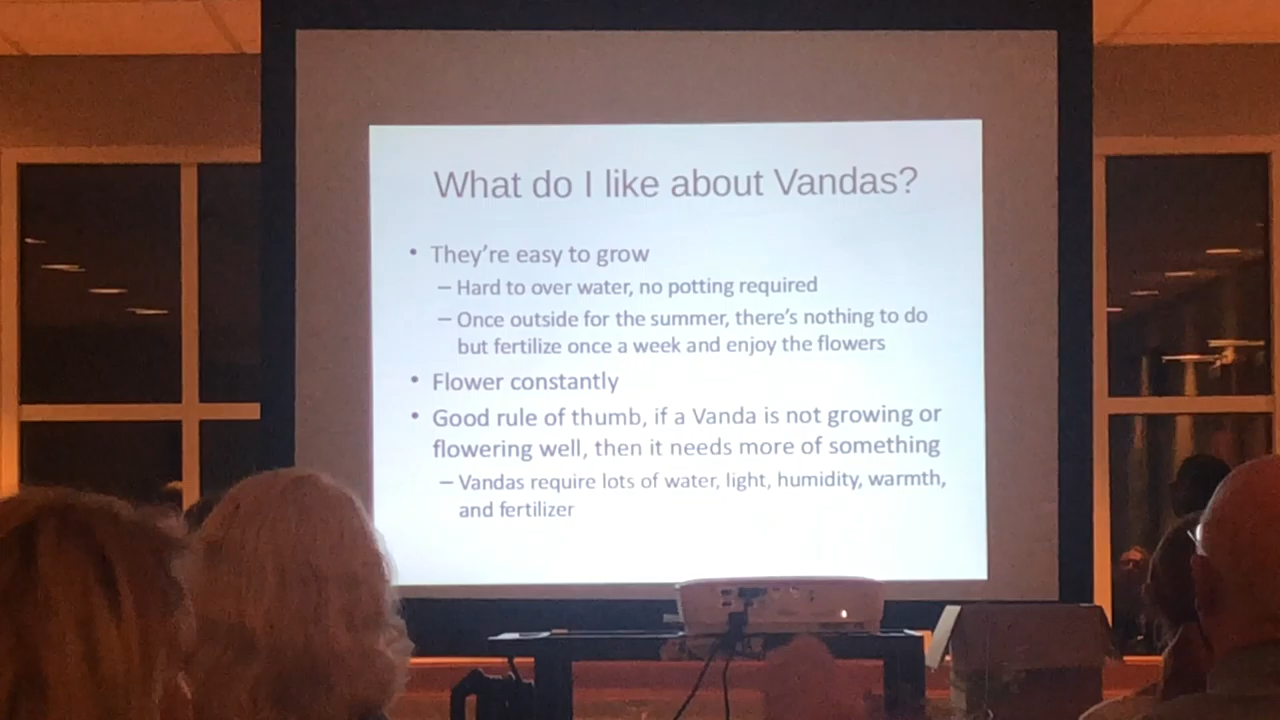 What do I like about Vandas?
• They're easy to grow
– Hard to over water, no potting required
– Once outside for the summer, there's nothing to do
but fertilize once a week and enjoy the flowers
• Flower constantly
• Good rule of thumb, if a Vanda is not growing or
flowering well, then it needs more of something
– Vandas require lots of water, light, humidity, warmth,
and fertilizer